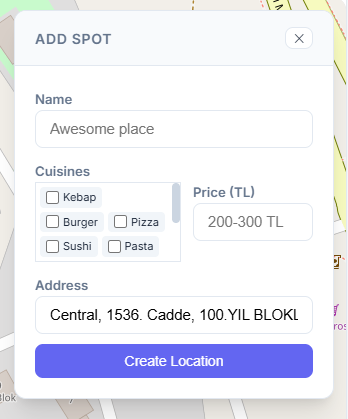 ADD SPOT
Name
Awesome place
Cuisines
Kebap
Burger Pizza
Sushi Pasta
Price (TL)
200-300 TL
Address
Central, 1536. Cadde, 100.YIL BLOKL
Create Location
Blok